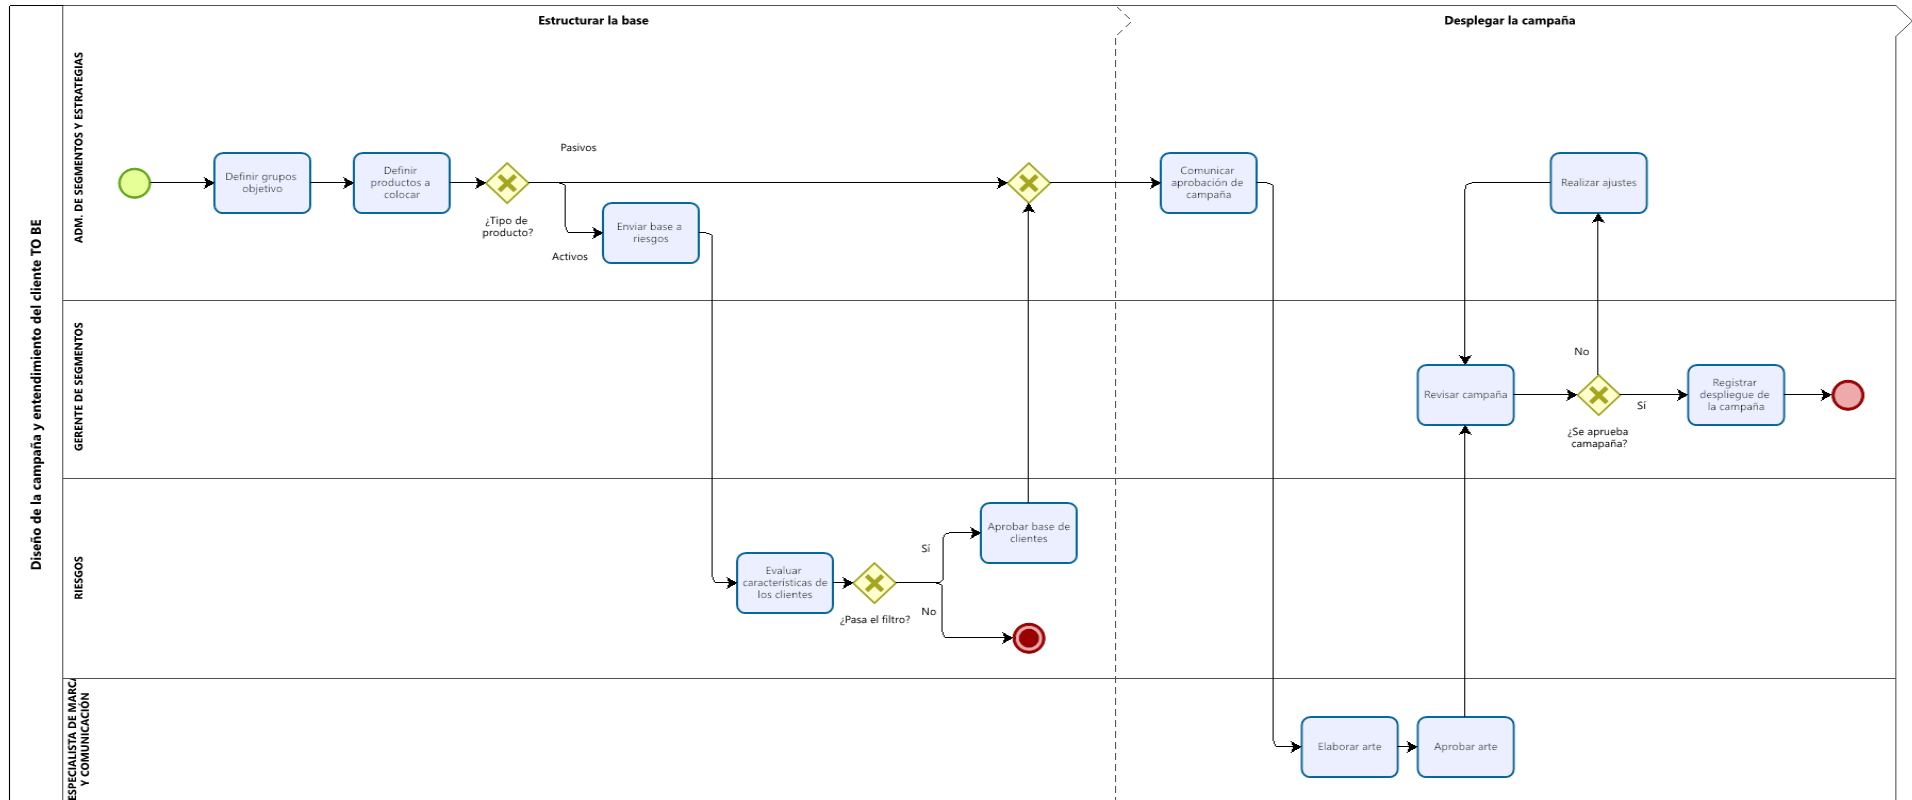 Estructurar la base
Desplegar la campaña
Diseño de la campaña y entendimiento del cliente TO BE
ADM. DE SEGMENTOS Y ESTRATEGIAS
Definir grupos
objetivo
Definir
productos a
colocar
¿Tipo de
producto?
Pasivos
Activos
Enviar base a
riesgos
Comunicar
aprobación de
campaña
Realizar ajustes
GERENTE DE SEGMENTOS
Revisar campaña
No
Sí
¿Se aprueba
camapaña?
Registrar
despliegue de
la campaña
RIESGOS
Evaluar
características de
los clientes
¿Pasa el filtro?
Sí
No
Aprobar base de
clientes
ESPECIALISTA DE MARCA
Y COMUNICACIÓN
Elaborar arte
Aprobar arte